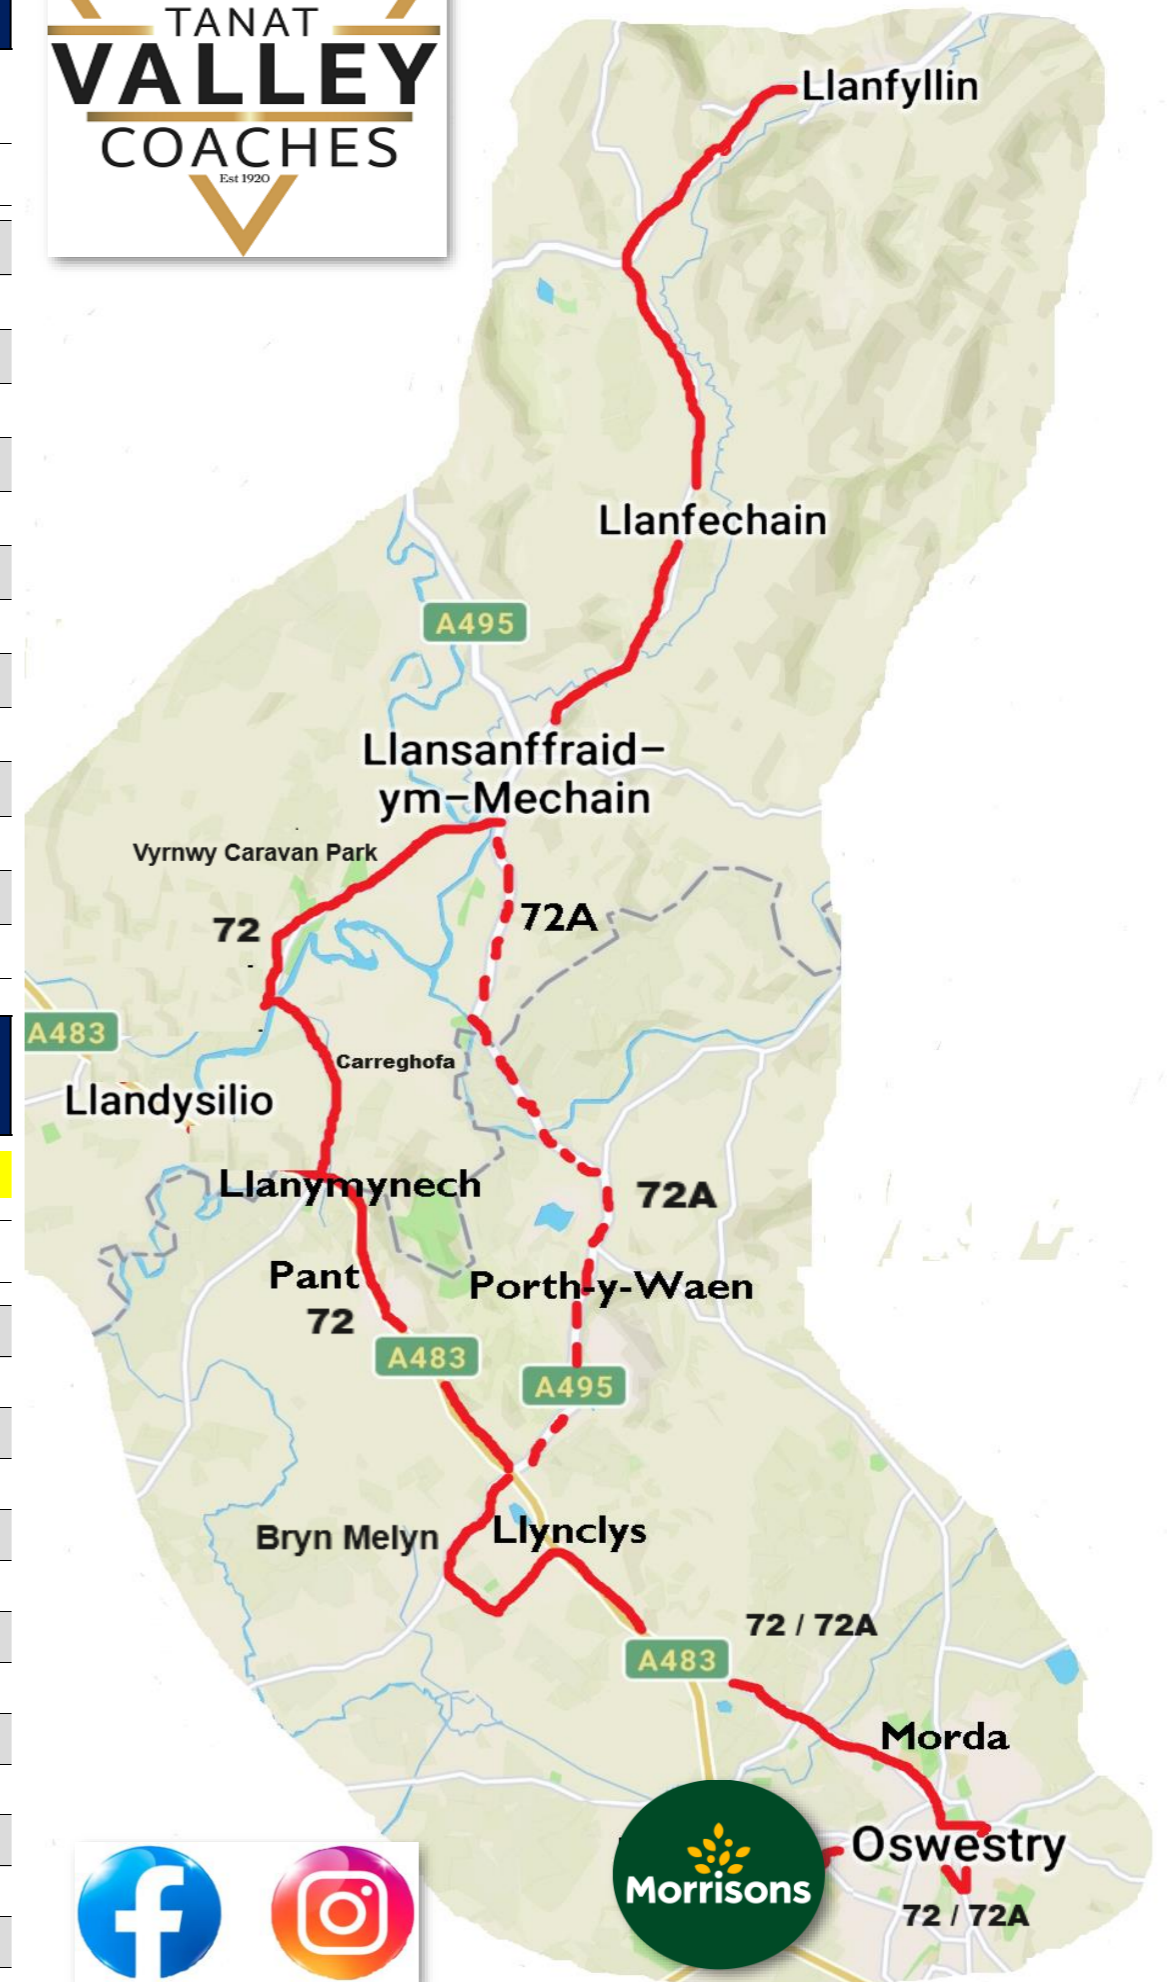 TANAT
VALLEY
COACHES
Est 1920
Llanfyllin
Llanfechain
A495
Llansanffraid–
ym–Mechain
Vyrnwy Caravan Park
72
72A
A483
Carreghofa
Llandysilio
Llanymynech
72A
Pant
Porth-y-Waen
72
A483
A495
Bryn Melyn
Llynclys
72 / 72A
A483
Morda
Oswestry
Morrisons
72 / 72A